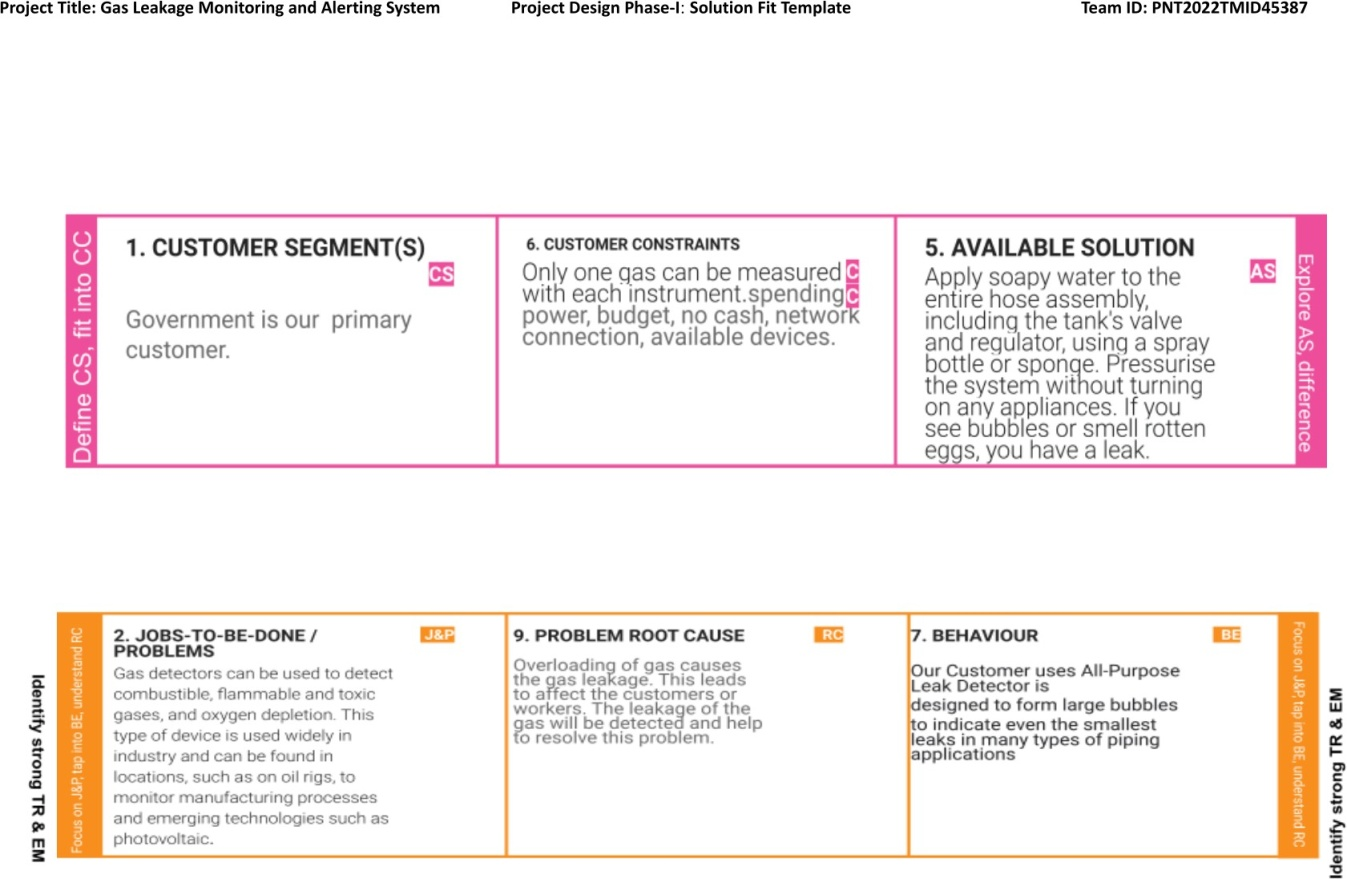 Project Title: Gas Leakage Monitoring and Alerting System Project Design Phase-I: Solution Fit Template Team ID: PNT2022TMID45387
Define CS, fit into CC
1. CUSTOMER SEGMENT(S)
CS
Government is our primary
customer.
6. CUSTOMER CONSTRAINTS
Only one gas can be measured C
with each instrument.spending C
power, budget, no cash, network
connection, available devices.
5. AVAILABLE SOLUTION
AS
Apply soapy water to the
entire hose assembly,
including the tank's valve
and regulator, using a spray
bottle or sponge. Pressurise
the system without turning
on any appliances. If you
see bubbles or smell rotten
eggs, you have a leak.
Explore AS, difference
Identify strong TR & EM
Focus on J&P, tap into BE, understand RC
2. JOBS-TO-BE-DONE / J&P
PROBLEMS
Gas detectors can be used to detect
combustible, flammable and toxic
gases, and oxygen depletion. This
type of device is used widely in
industry and can be found in
locations, such as on oil rigs, to
monitor manufacturing processes
and emerging technologies such as
photovoltaic.
9. PROBLEM ROOT CAUSE RC
Overloading of gas causes
the gas leakage. This leads
to affect the customers or
workers. The leakage of the
gas will be detected and help
to resolve this problem.
7. BEHAVIOUR BE
Our Customer uses All-Purpose
Leak Detector is
designed to form large bubbles
to indicate even the smallest
leaks in many types of piping
applications
Focus on J&P, tap into BE, understand RC
Identify strong TR & EM